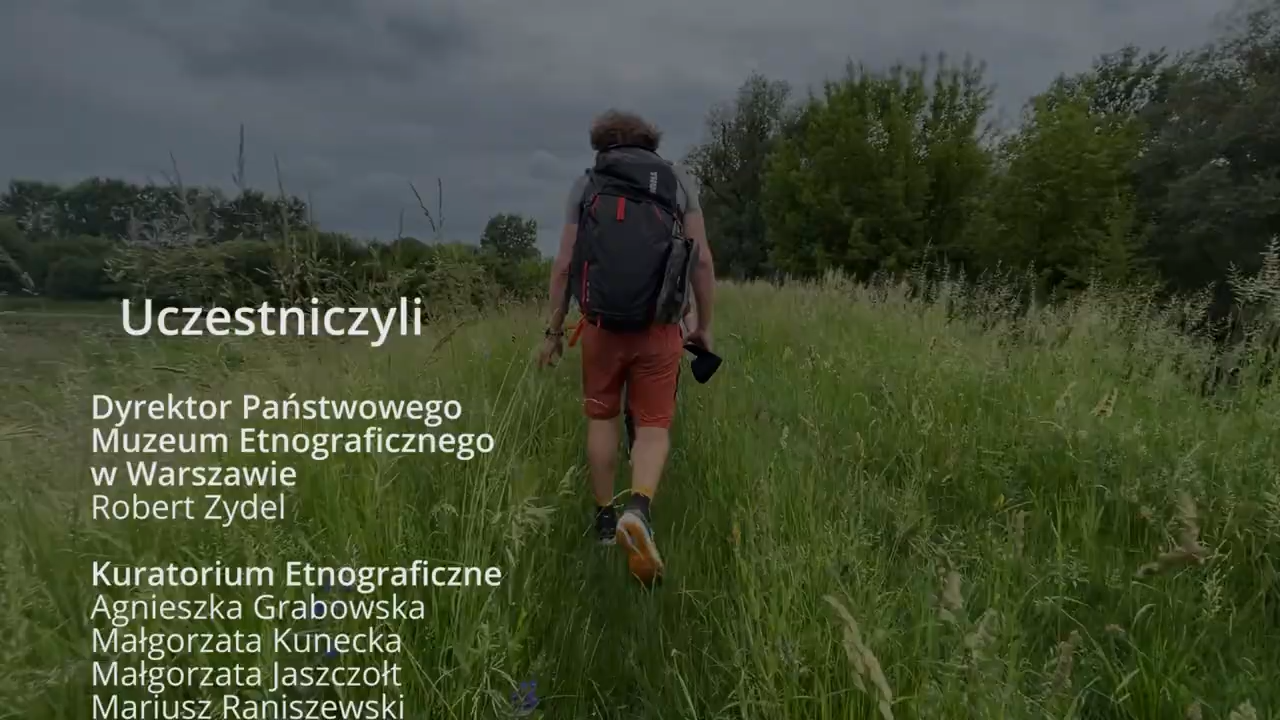 Uczestniczyli
Dyrektor Państwowego
Muzeum Etnograficznego
w Warszawie
Robert Zydel
Kuratorium Etnograficzne
Agnieszka Grabowska
Małgorzata Kunecka
Małgorzata Jaszczołt
Mariusz Raniszewski